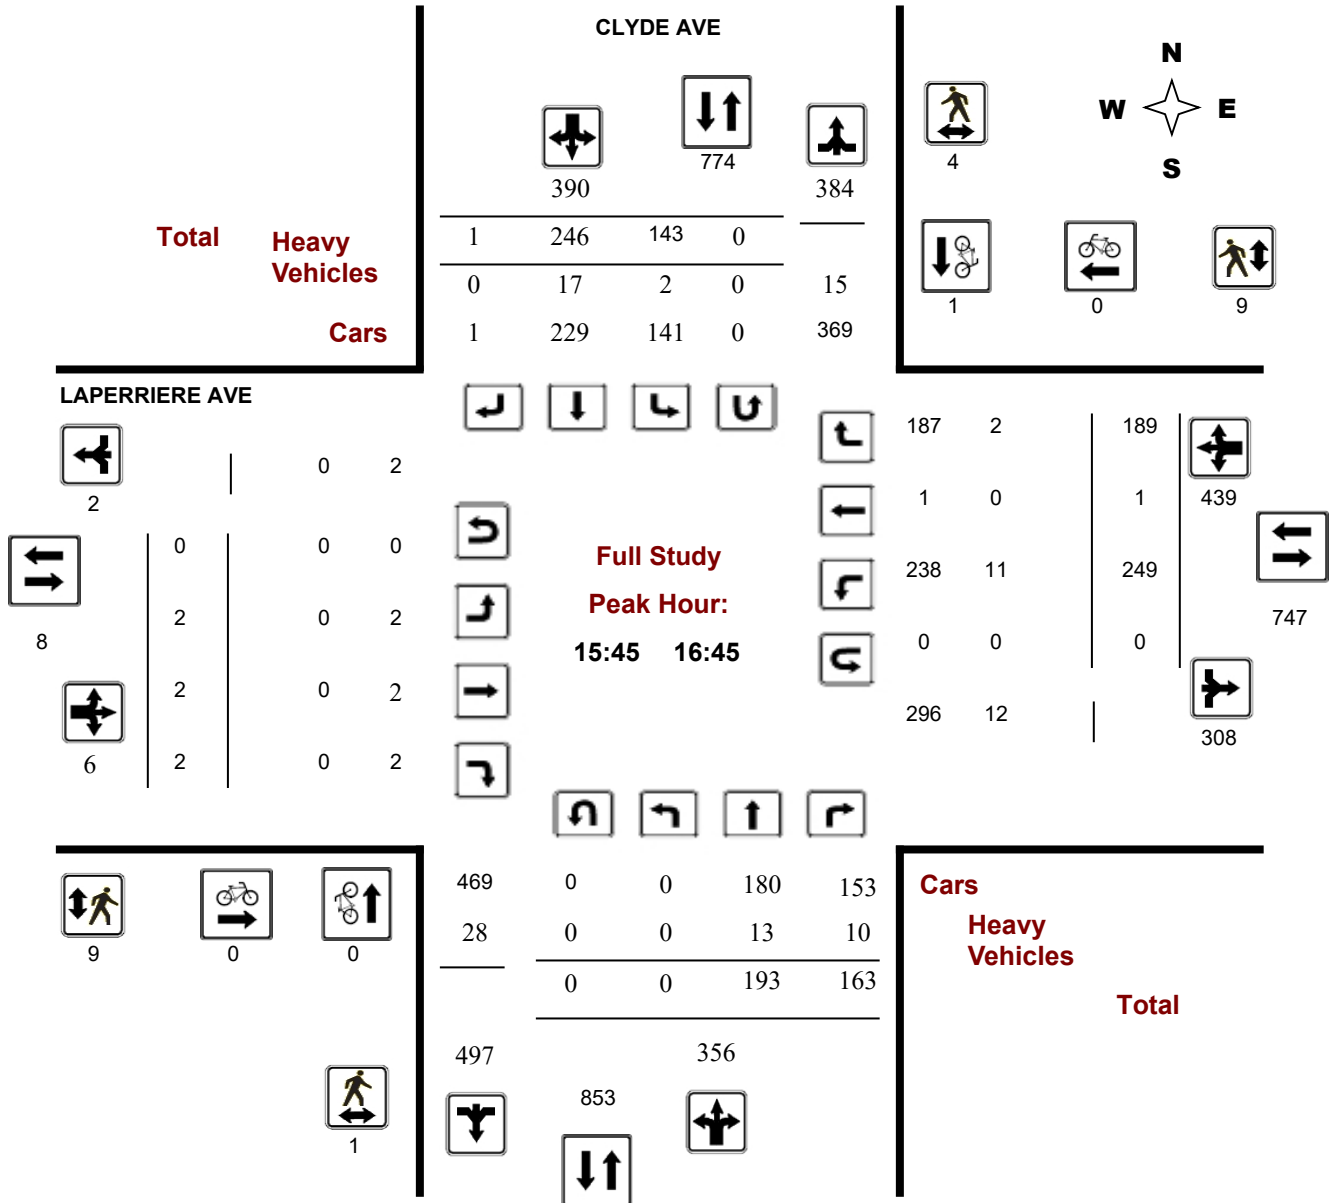 CLYDE AVE
N
W E
S
774
4
390 384
Total Heavy Vehicles
1 246 143 0
0 17 2 0 15
1 0 9
Cars 1 229 141 0 369
LAPERRIERE AVE
187 2 189
0 2
2
1 0 1 439
0 0 0
Full Study
238 11 249
Peak Hour:
2 0 2
747
8
15:45 16:45
0 0 0
2 0 2
296 12
308
6 2 0 2
469 0 0 180 153
Cars
28 0 0 13 10
Heavy Vehicles
9 0 0
0 0 193 163
Total
497 356
853
1